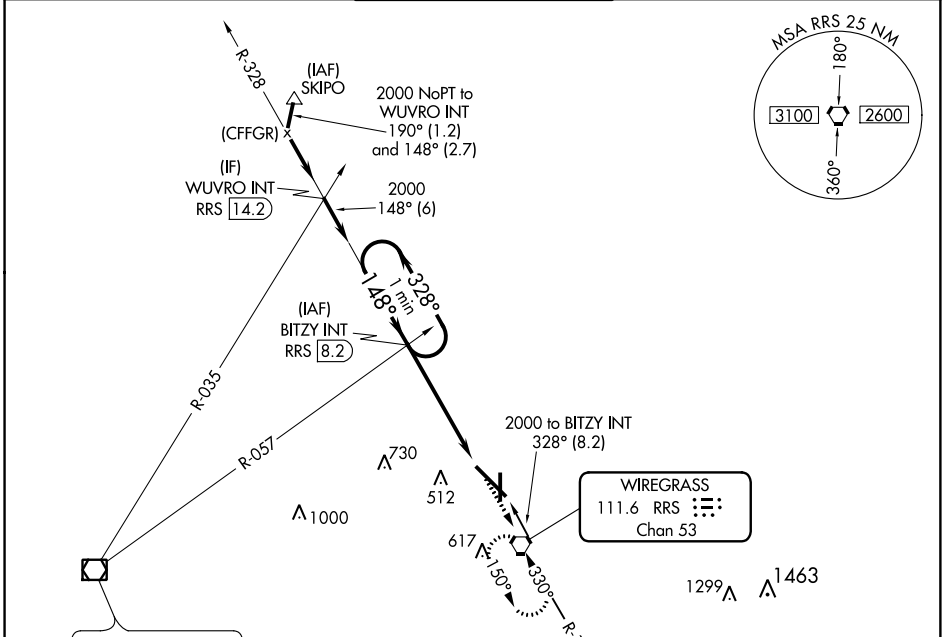 R-328
(IAF)
SKIPO
(CFFGR)
2000 NoPT to
WUVRO INT
190° (1.2)
and 148° (2.7)
MSA RRS 25 NM
180°
3100
2600
360°
(IF)
WUVRO INT
RRS 14.2
2000
148° (6)
148°
1 min
328°
(IAF)
BITZY INT
RRS 8.2
R-035
R-057
2000 to BITZY INT
328° (8.2)
730
512
1000
617
WIREGRASS
111.6 RRS
Chan 53
150°
330°
1299
1463